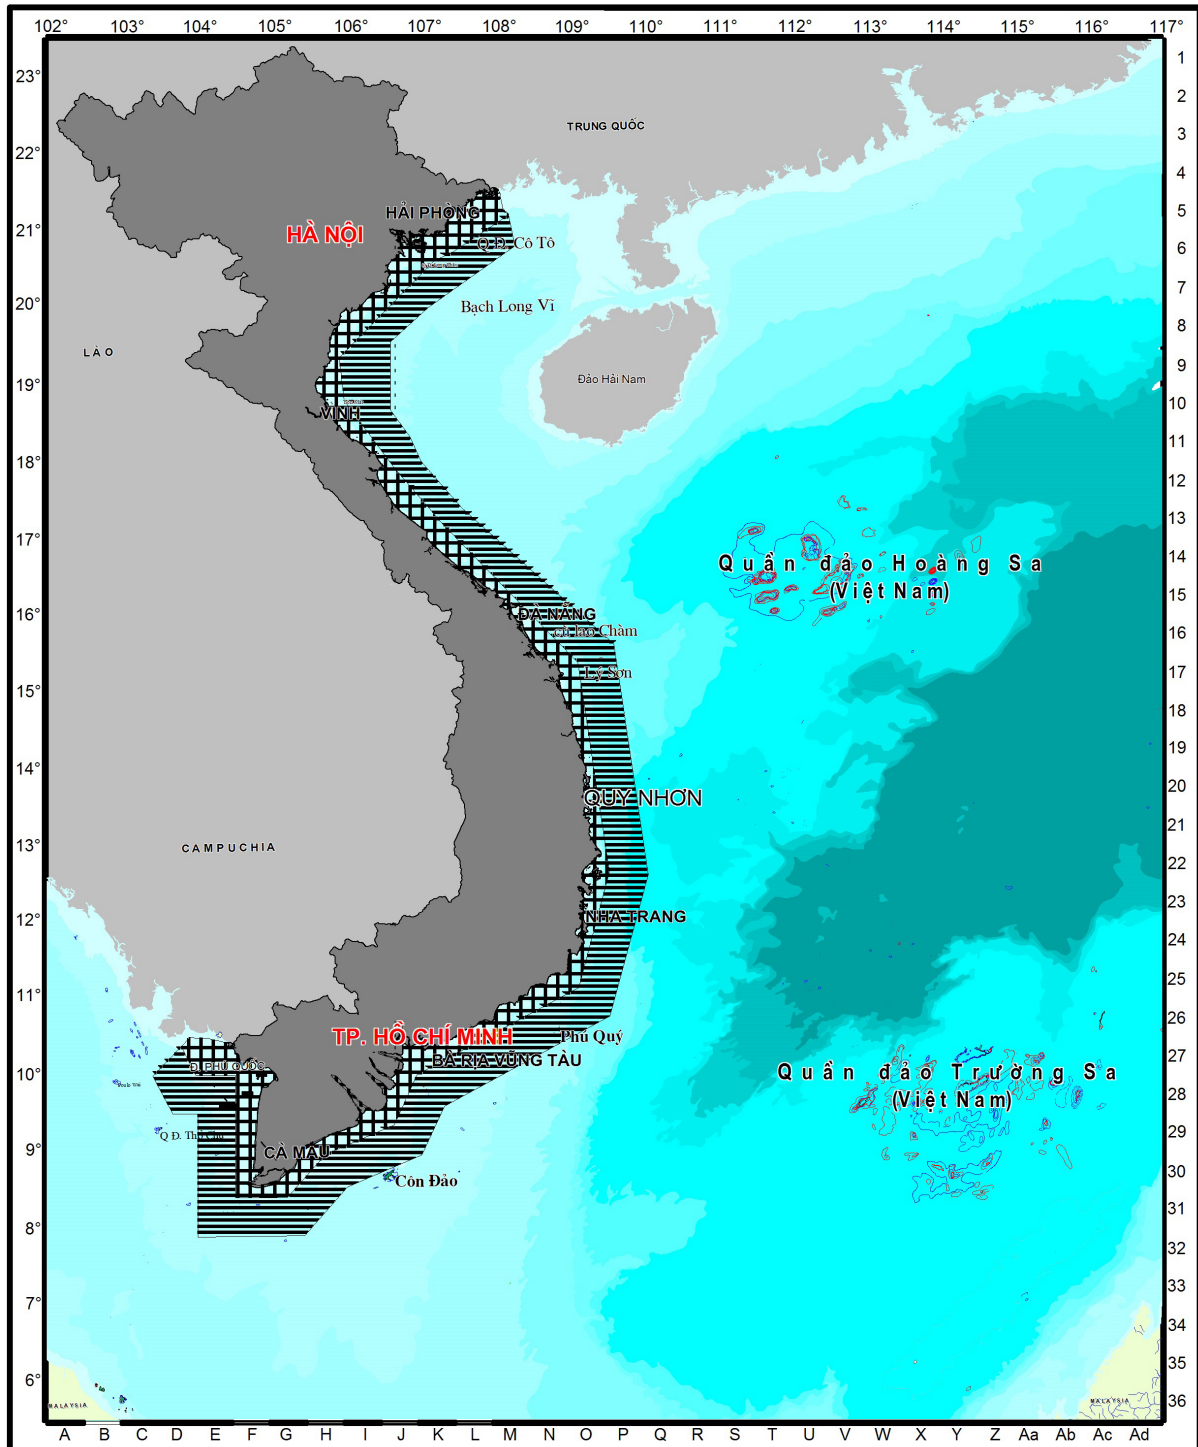 102° 103° 104° 105° 106° 107° 108° 109° 110° 111° 112° 113° 114° 115° 116° 117°
1
23°
2
TRUNG QUỐC
3
22°
4
HẢI PHÒNG
5
21°
HÀ NỘI
Q.Đ. Cô Tô
6
7
20°
Bạch Long Vĩ
8
LÀO
9
19°
Đảo Hải Nam
10
VINH
11
18°
12
13
17°
14
Quần đảo Hoàng Sa
(Việt Nam)
15
16°
ĐÀ NẴNG
16
cù lao Chàm
17
Lý Sơn
15°
18
19
14°
20
QUY NHƠN
21
13°
CAMPUCHIA
22
23
12°
NHA TRANG
24
25
11°
26
TP. HỒ CHÍ MINH
Phú Quý
27
BÀ RỊA VŨNG TÀU
Đ. PHÚ QUỐC
10°
Quần đảo Trường Sa
(Việt Nam)
28
29
Q Đ. Thổ Chu
9°
CÀ MÂU
30
Côn Đảo
31
8°
32
33
7°
34
35
6°
36
MALAYSIA
MALAYSIA
A B C D E F G H I J K L M N O P Q R S T U V W X Y Z Aa Ab Ac Ad